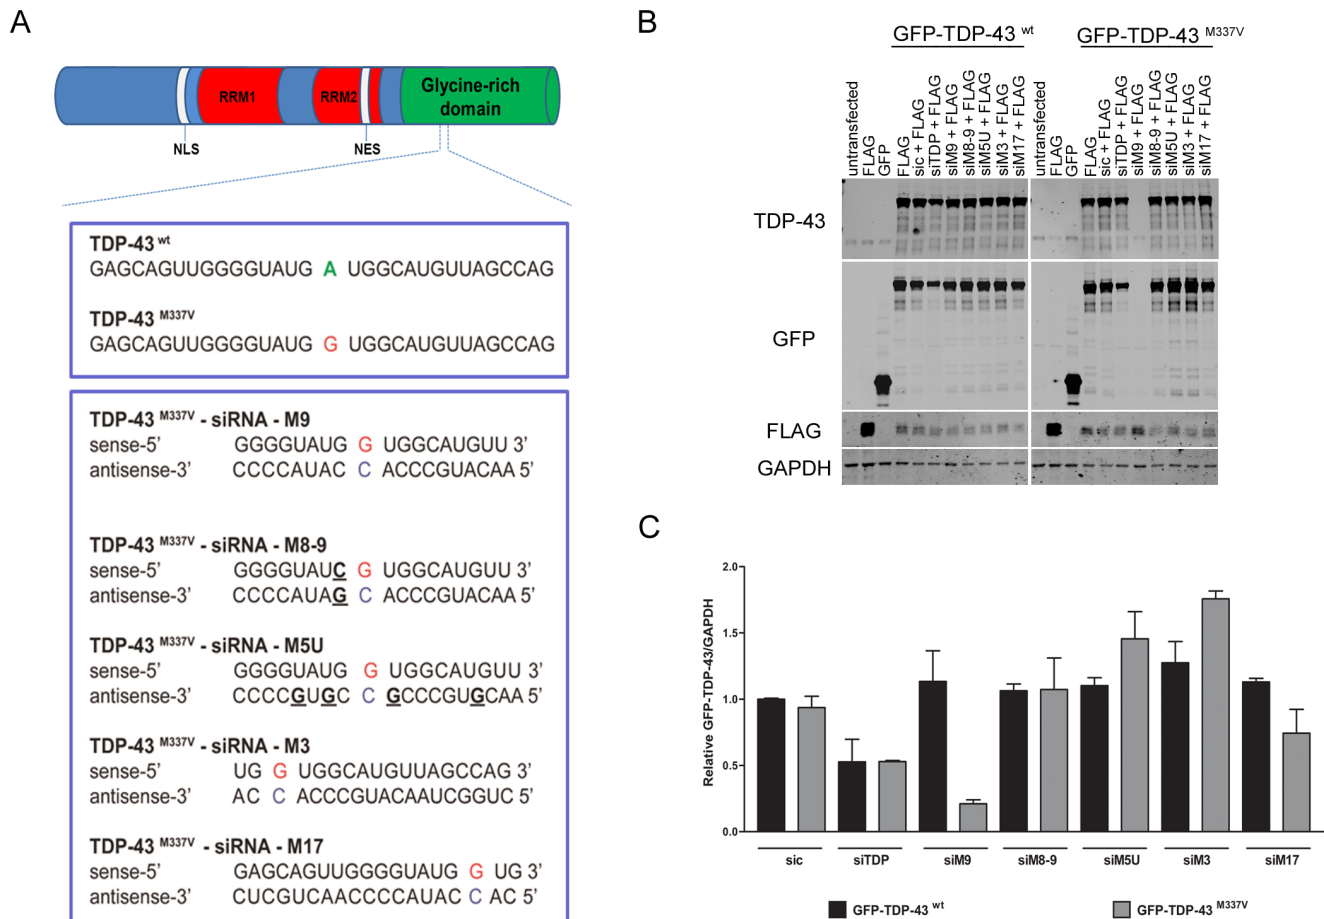 A
RRM1
RRM2
Glycine-rich
domain
NLS
NES
TDP-43 wt
GAGCAGUUGGGGUAUG A UGGCAUGUUAGCCAG
TDP-43 M337V
GAGCAGUUGGGGUAUG G UGGCAUGUUAGCCAG
TDP-43 M337V - siRNA - M9
sense-5’ GGGGUAUG G UGGCAUGUU 3’
antisense-3’ CCCCAUAC C ACCCGUACAA 5’
TDP-43 M337V - siRNA - M8-9
sense-5’ GGGGUAUC G UGGCAUGUU 3’
antisense-3’ CCCCAUAG C ACCCGUACAA 5’
TDP-43 M337V - siRNA - M5U
sense-5’ GGGGUAUG G UGGCAUGUU 3’
antisense-3’ CCCCGUGC C GCCCGUGCAA 5’
TDP-43 M337V - siRNA - M3
sense-5’ UG G UGGCAUGUUAGCCAG 3’
antisense-3’ AC C ACCCGUACAAUCGGUC 5’
TDP-43 M337V - siRNA - M17
sense-5’ GAGCAGTUGGGGUAUG G UG 3’
antisense-3’ CUCGUCAACCCCAUAC C AC 5’
B
GFP-TDP-43 wt
GFP-TDP-43 M337V
untransfected
FLAG
GFP
FLAG
sic + FLAG
siTDP + FLAG
siM9 + FLAG
siM8-9 + FLAG
siM5U + FLAG
siM3 + FLAG
siM17 + FLAG
untransfected
FLAG
GFP
FLAG
sic + FLAG
siTDP + FLAG
siM9 + FLAG
siM8-9 + FLAG
siM5U + FLAG
siM3 + FLAG
siM17 + FLAG
TDP-43
GFP
FLAG
GAPDH
C
Relative GFP-TDP-43/GAPDH
2.0
1.5
1.0
0.5
0.0
sic siTDP siM9 siM8-9 siM5U siM3 siM17
GFP-TDP-43 wt GFP-TDP-43 M337V